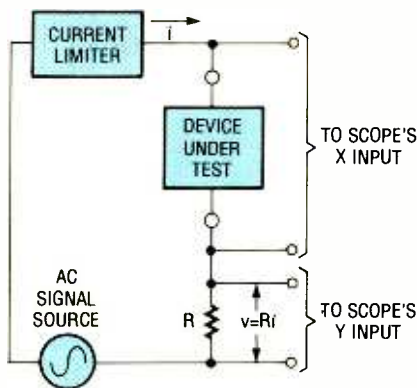 CURRENT
LIMITER
i
DEVICE
UNDER
TEST
TO SCOPE'S
X INPUT
AC
SIGNAL
SOURCE
R
v=Ri
TO SCOPE'S
Y INPUT